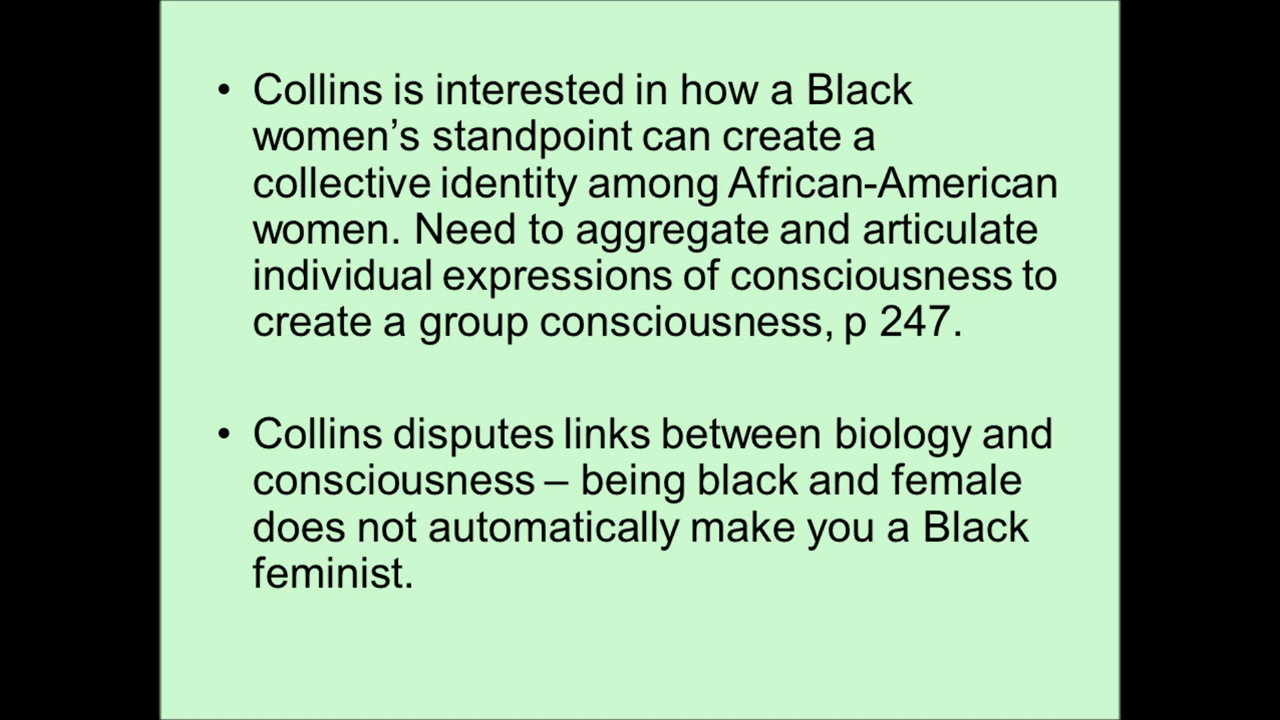 • Collins is interested in how a Black
women’s standpoint can create a
collective identity among African-American
women. Need to aggregate and articulate
individual expressions of consciousness to
create a group consciousness, p 247.
• Collins disputes links between biology and
consciousness – being black and female
does not automatically make you a Black
feminist.